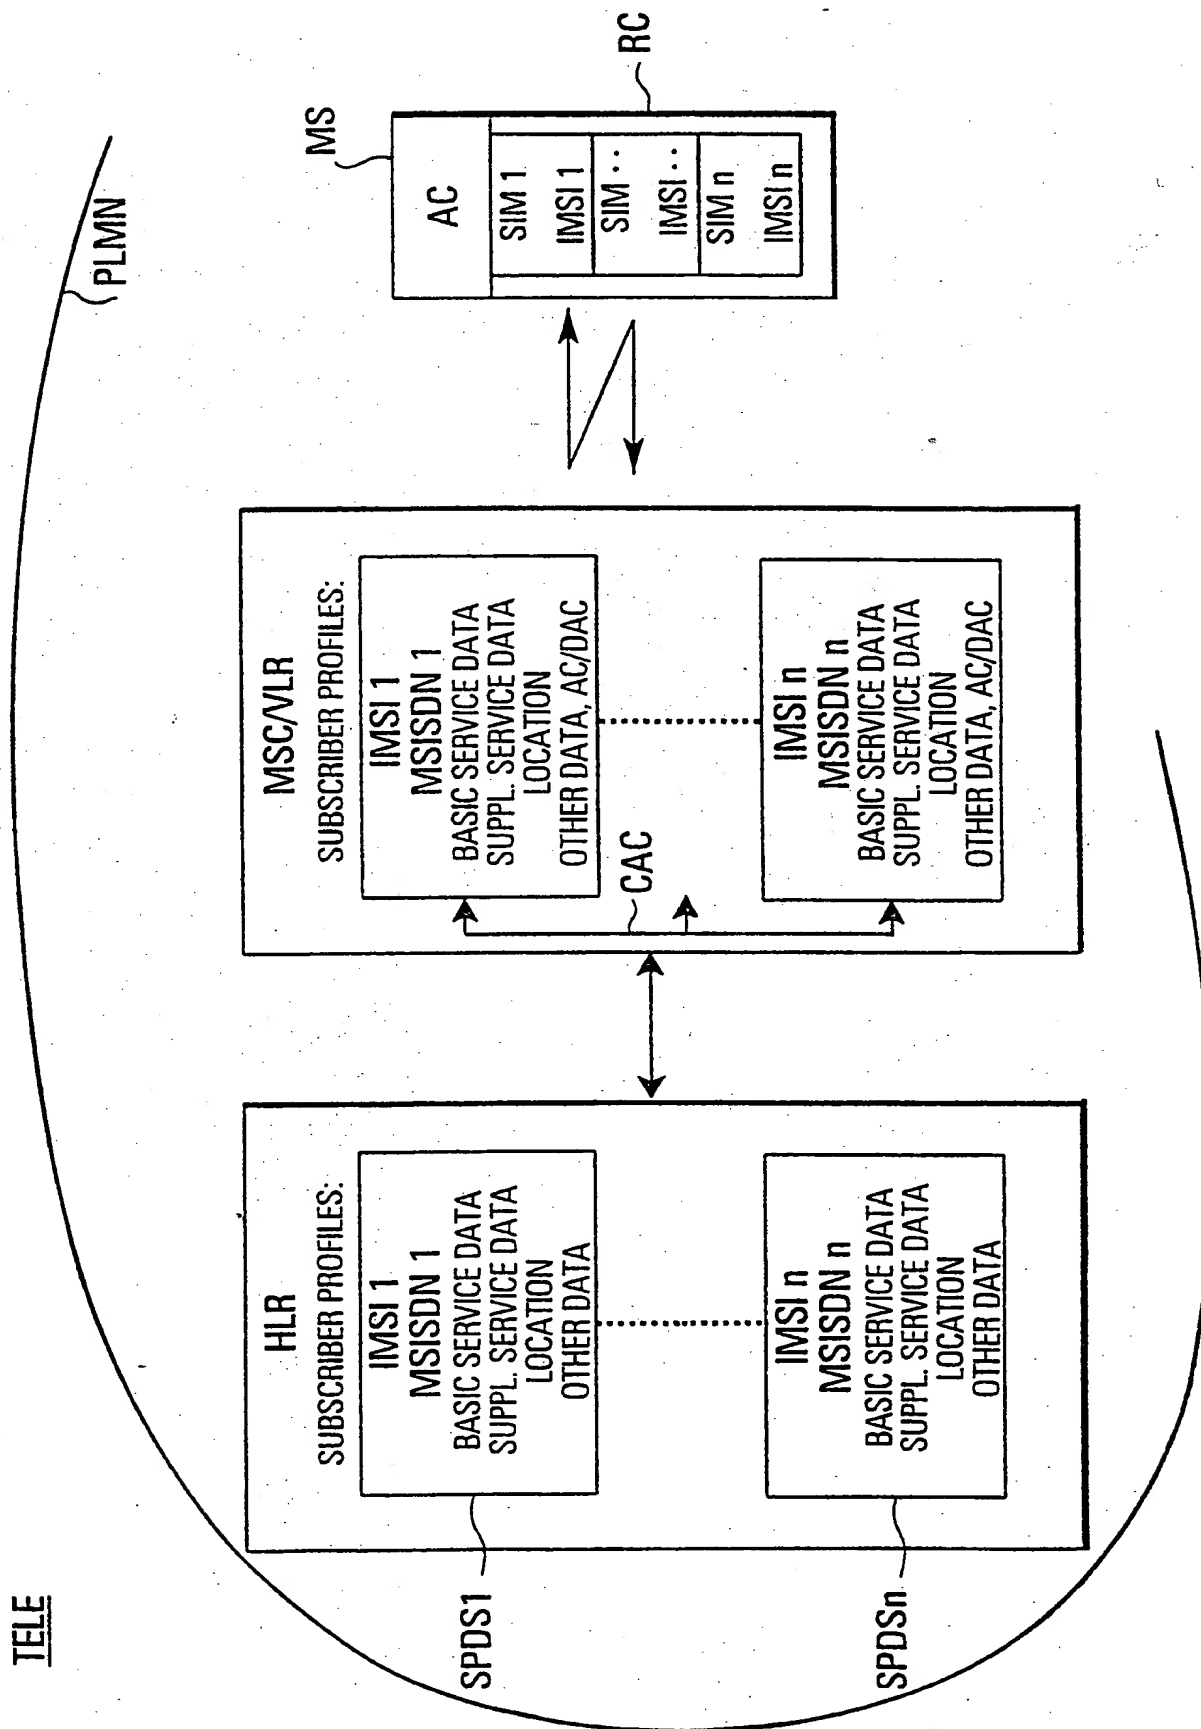 TELE
PLMN
HLR
SUBSCRIBER PROFILES:
IMSI 1
MSISDN 1
BASIC SERVICE DATA
SUPPL. SERVICE DATA
LOCATION
OTHER DATA
SPDS1
IMSI n
MSISDN n
BASIC SERVICE DATA
SUPPL. SERVICE DATA
LOCATION
OTHER DATA
SPDSn
MSC/VLR
SUBSCRIBER PROFILES:
IMSI 1
MSISDN 1
BASIC SERVICE DATA
SUPPL. SERVICE DATA
LOCATION
OTHER DATA, AC/DAC
CAC
IMSI n
MSISDN n
BASIC SERVICE DATA
SUPPL. SERVICE DATA
LOCATION
OTHER DATA, AC/DAC
MS
AC
SIM 1
IMSI 1
SIM ..
IMSI ..
SIM n
IMSI n
RC